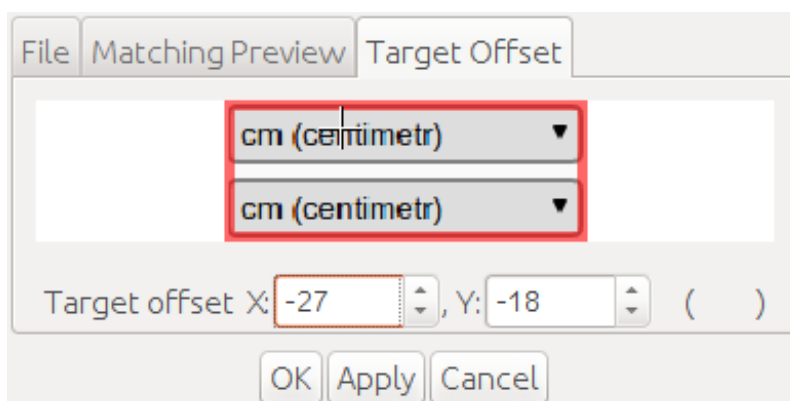 File Matching Preview Target Offset
cm (centimetr)
cm (centimetr)
Target offset X: -27 , Y: -18 ( )
OK Apply Cancel